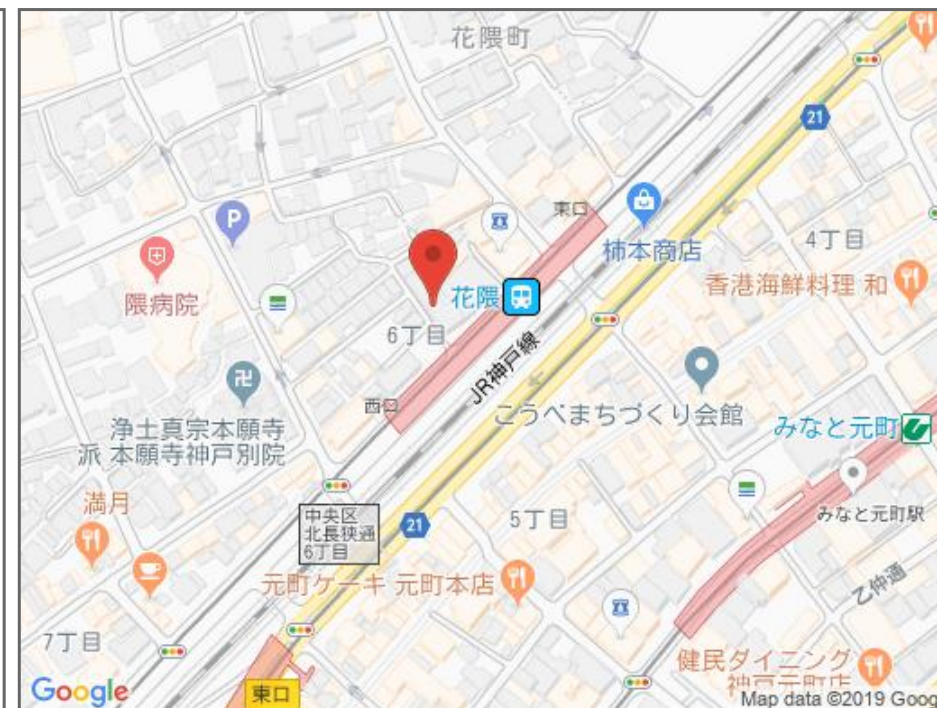 花隈町
21
東口
柿本商店
4丁目
P
隈病院
花隈
香港海鮮料理 和
6丁目
JR神戸線
西口
こうべまちづくり会館
みなと元町
浄土真宗本願寺
派 本願寺神戸別院
満月
中央区
北長狭通
6丁目
21
5丁目
みなと元町駅
元町ケーキ 元町本店
乙仲通
7丁目
健民ダイニング
神戸元町店
Google
東口
Map data ©2019 Goog